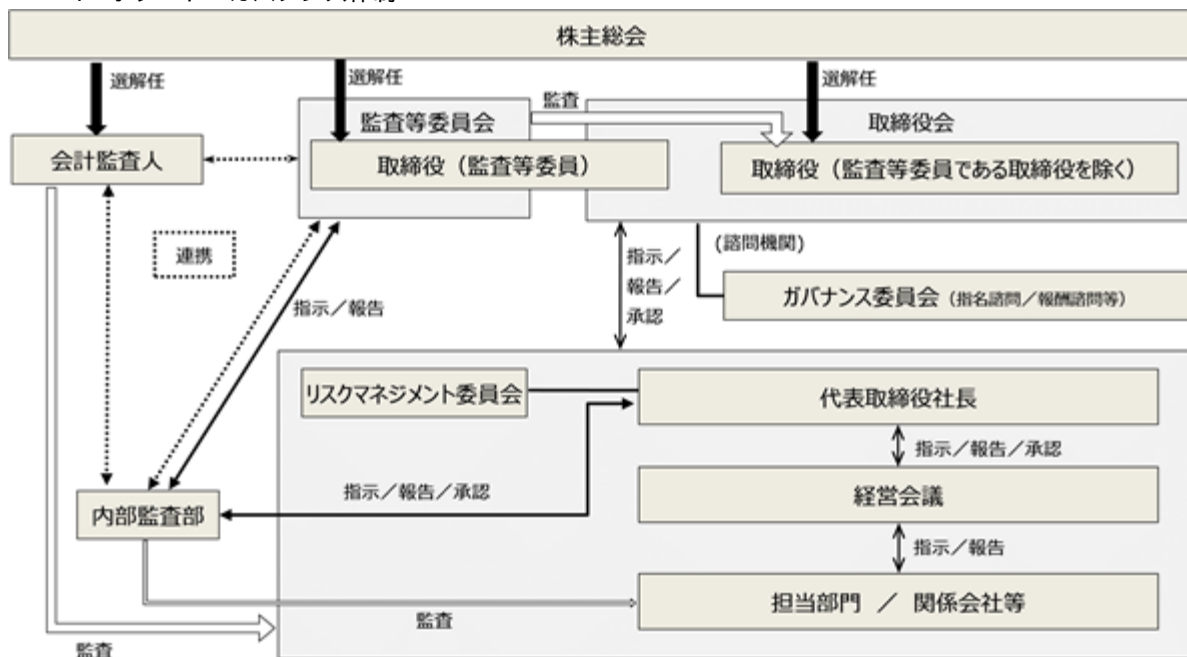 株主総会
選解任
選解任
選解任
監査
監査等委員会
取締役会
会計監査人
取締役（監査等委員）
取締役（監査等委員である取締役を除く）
連携
指示／
報告／
承認
(諮問機関)
ガバナンス委員会（指名諮問／報酬諮問等）
指示／報告
リスクマネジメント委員会
代表取締役社長
指示／報告／承認
指示／報告／承認
経営会議
内部監査部
指示／報告
担当部門　／　関係会社等
監査
監査